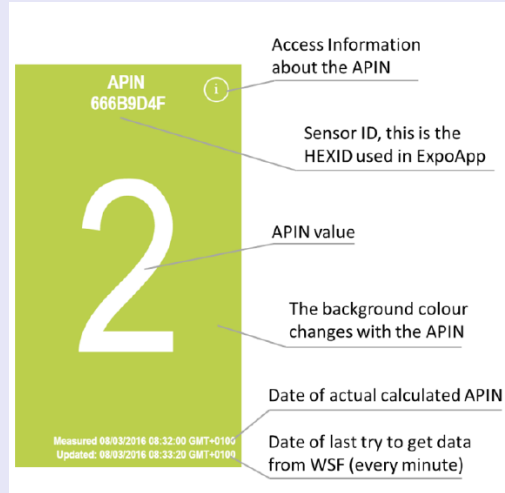 Access Information
about the APIN
APIN
666B9D4F
i
Sensor ID, this is the
HEXID used in ExpoApp
2
APIN value
The background colour
changes with the APIN
Date of actual calculated APIN
Measured 08/03/2016 08:32:00 GMT+0100
Updated: 08/03/2016 08:33:20 GMT+0100
Date of last try to get data
from WSF (every minute)